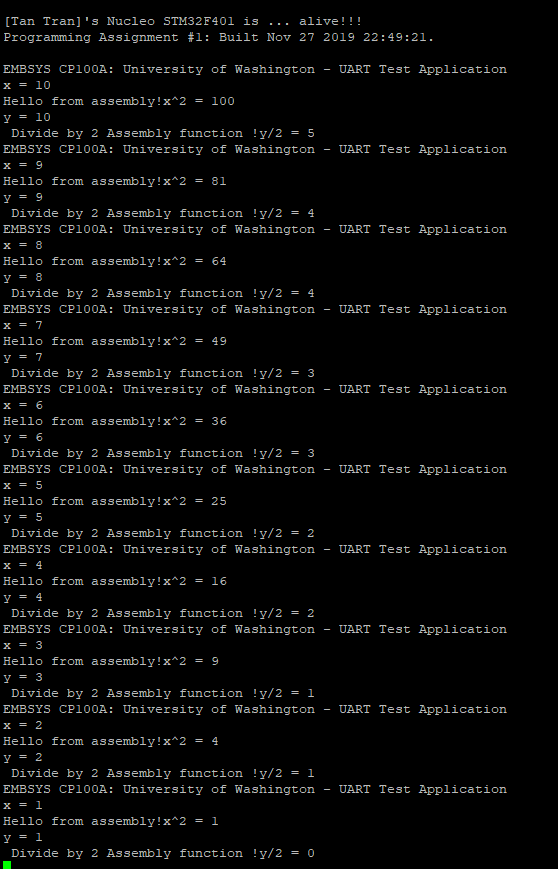 [Tan Tran]'s Nucleo STM32F401 is ... alive!!!
Programming Assignment #1: Built Nov 27 2019 22:49:21.
EMBSYS CP100A: University of Washington - UART Test Application
x = 10
Hello from assembly!x^2 = 100
y = 10
Divide by 2 Assembly function !y/2 = 5
EMBSYS CP100A: University of Washington - UART Test Application
x = 9
Hello from assembly!x^2 = 81
y = 9
Divide by 2 Assembly function !y/2 = 4
EMBSYS CP100A: University of Washington - UART Test Application
x = 8
Hello from assembly!x^2 = 64
y = 8
Divide by 2 Assembly function !y/2 = 4
EMBSYS CP100A: University of Washington - UART Test Application
x = 7
Hello from assembly!x^2 = 49
y = 7
Divide by 2 Assembly function !y/2 = 3
EMBSYS CP100A: University of Washington - UART Test Application
x = 6
Hello from assembly!x^2 = 36
y = 6
Divide by 2 Assembly function !y/2 = 3
EMBSYS CP100A: University of Washington - UART Test Application
x = 5
Hello from assembly!x^2 = 25
y = 5
Divide by 2 Assembly function !y/2 = 2
EMBSYS CP100A: University of Washington - UART Test Application
x = 4
Hello from assembly!x^2 = 16
y = 4
Divide by 2 Assembly function !y/2 = 2
EMBSYS CP100A: University of Washington - UART Test Application
x = 3
Hello from assembly!x^2 = 9
y = 3
Divide by 2 Assembly function !y/2 = 1
EMBSYS CP100A: University of Washington - UART Test Application
x = 2
Hello from assembly!x^2 = 4
y = 2
Divide by 2 Assembly function !y/2 = 1
EMBSYS CP100A: University of Washington - UART Test Application
x = 1
Hello from assembly!x^2 = 1
y = 1
Divide by 2 Assembly function !y/2 = 0